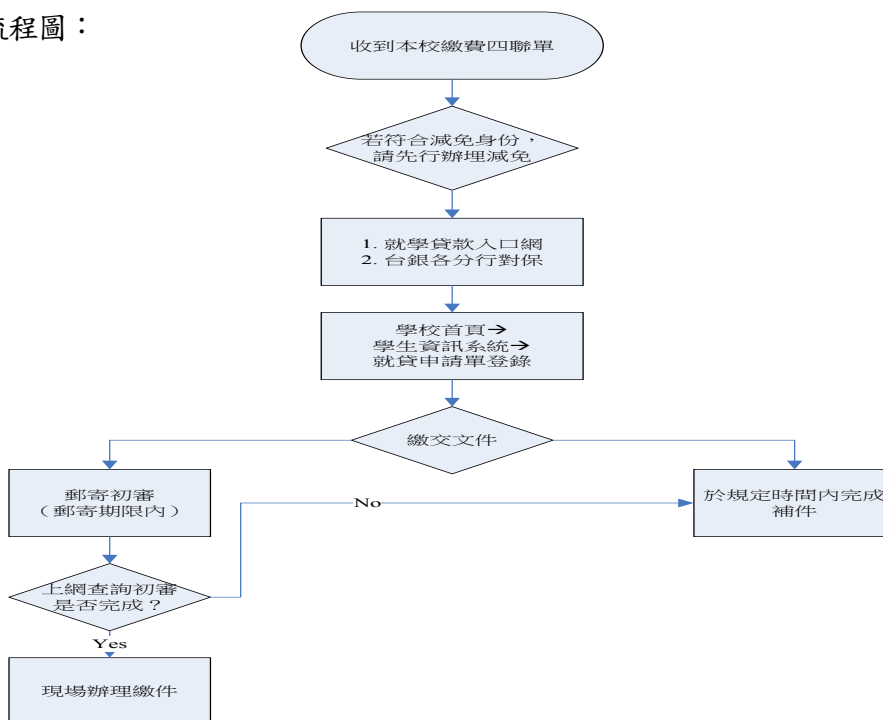 流程圖：
收到本校繳費四聯單
若符合減免身份，
請先行辦理減免
1. 就學貸款入口網
2. 台銀各分行對保
學校首頁→
學生資訊系統→
就貸申請單登錄
繳交文件
郵寄初審
（郵寄期限內）
No
於規定時間內完成
補件
上網查詢初審
是否完成？
Yes
現場辦理繳件